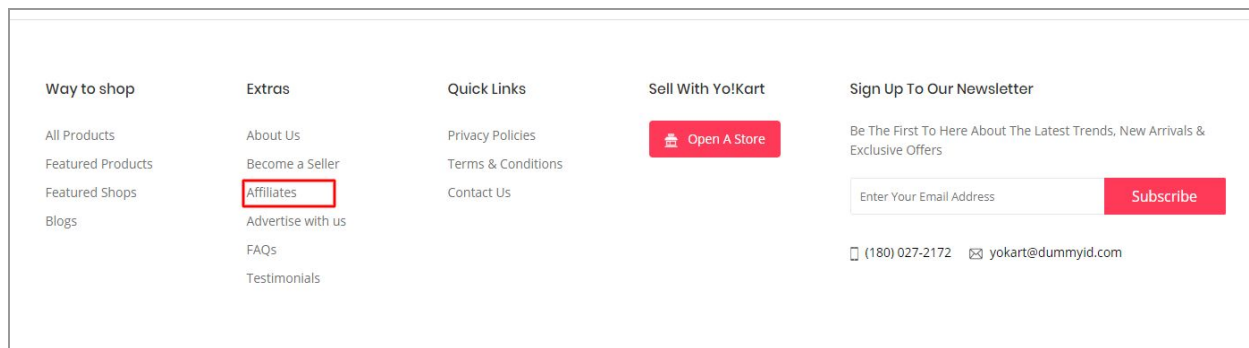 Way to shop
All Products
Featured Products
Featured Shops
Blogs
Extras
About Us
Become a Seller
Affiliates
Advertise with us
FAQs
Testimonials
Quick Links
Privacy Policies
Terms & Conditions
Contact Us
Sell With Yo!Kart
Open A Store
Sign Up To Our Newsletter
Be The First To Here About The Latest Trends, New Arrivals &
Exclusive Offers
Enter Your Email Address
Subscribe
(180) 027-2172 yokart@dummyid.com